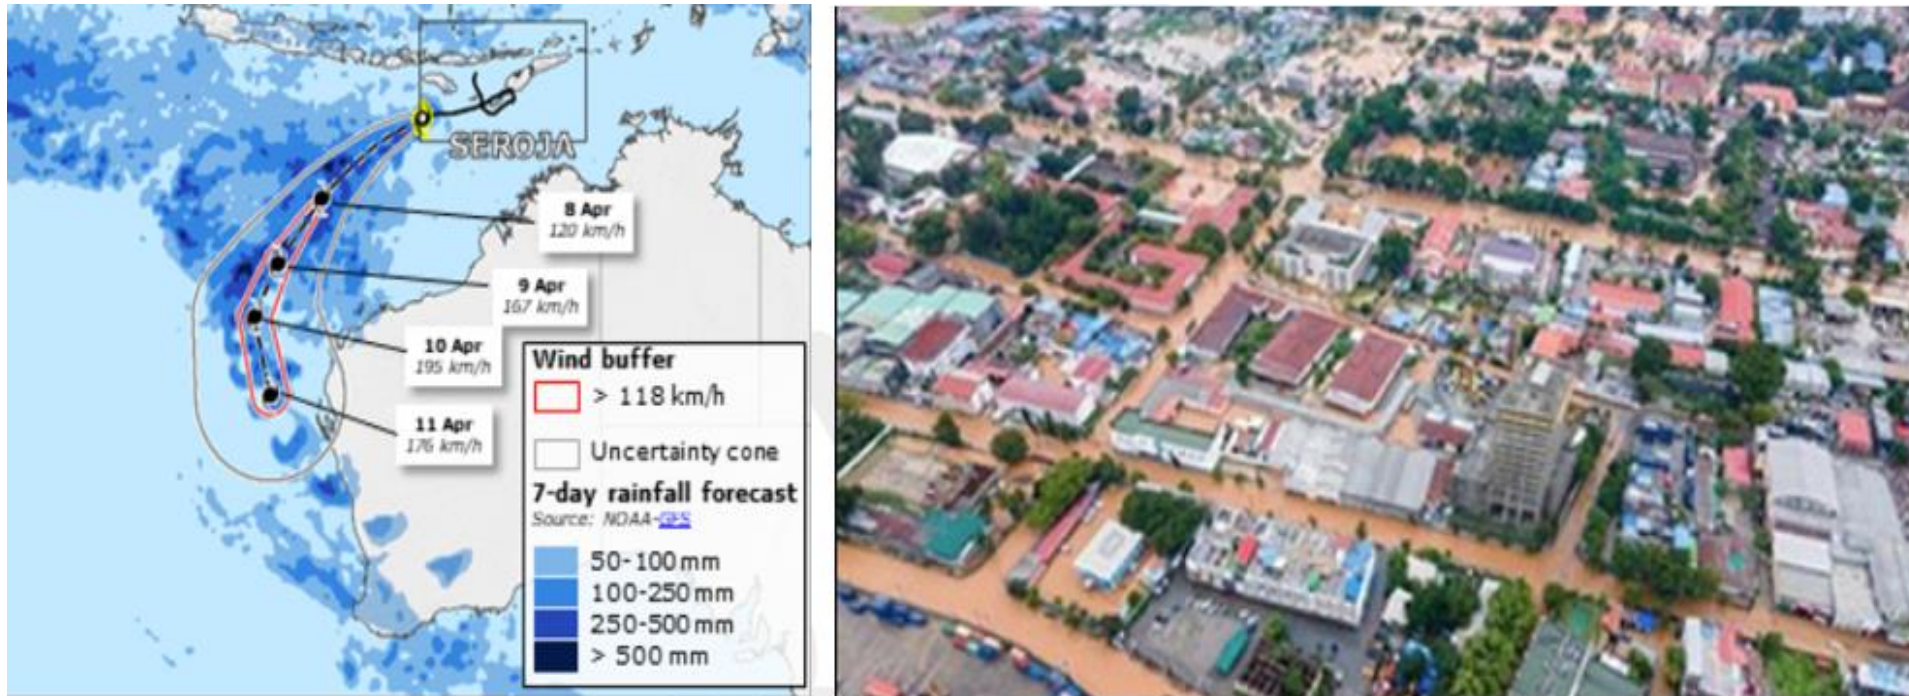 SEROJA
8 Apr
120 km/h
9 Apr
167 km/h
10 Apr
195 km/h
11 Apr
176 km/h
Wind buffer
> 118 km/h
Uncertainty cone
7-day rainfall forecast
Source: NOAA-GFS
50-100 mm
100-250 mm
250-500 mm
> 500 mm